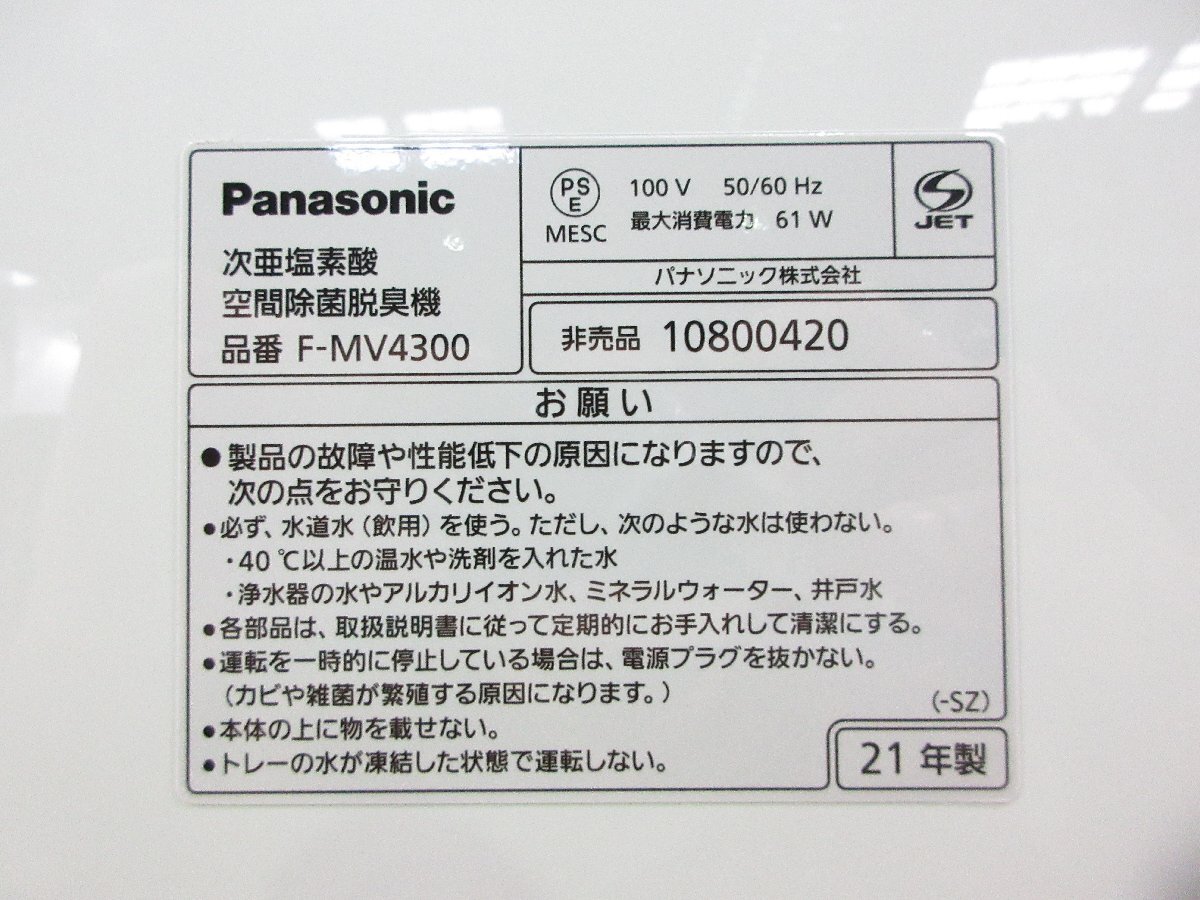 Panasonic
次亜塩素酸
空間除菌脱臭機
品番 F-MV4300
PS
E
MESC
100 V 50/60 Hz
最大消費電力 61 W
JET
パナソニック株式会社
非売品 10800420
お願い
●製品の故障や性能低下の原因になりますので、
次の点をお守りください。
●必ず、水道水（飲用）を使う。ただし、次のような水は使わない。
・40 ℃以上の温水や洗剤を入れた水
・浄水器の水やアルカリイオン水、ミネラルウォーター、井戸水
●各部品は、取扱説明書に従って定期的にお手入れして清潔にする。
●運転を一時的に停止している場合は、電源プラグを抜かない。
（カビや雑菌が繁殖する原因になります。）
●本体の上に物を載せない。
●トレーの水が凍結した状態で運転しない。
(-SZ)
21 年製